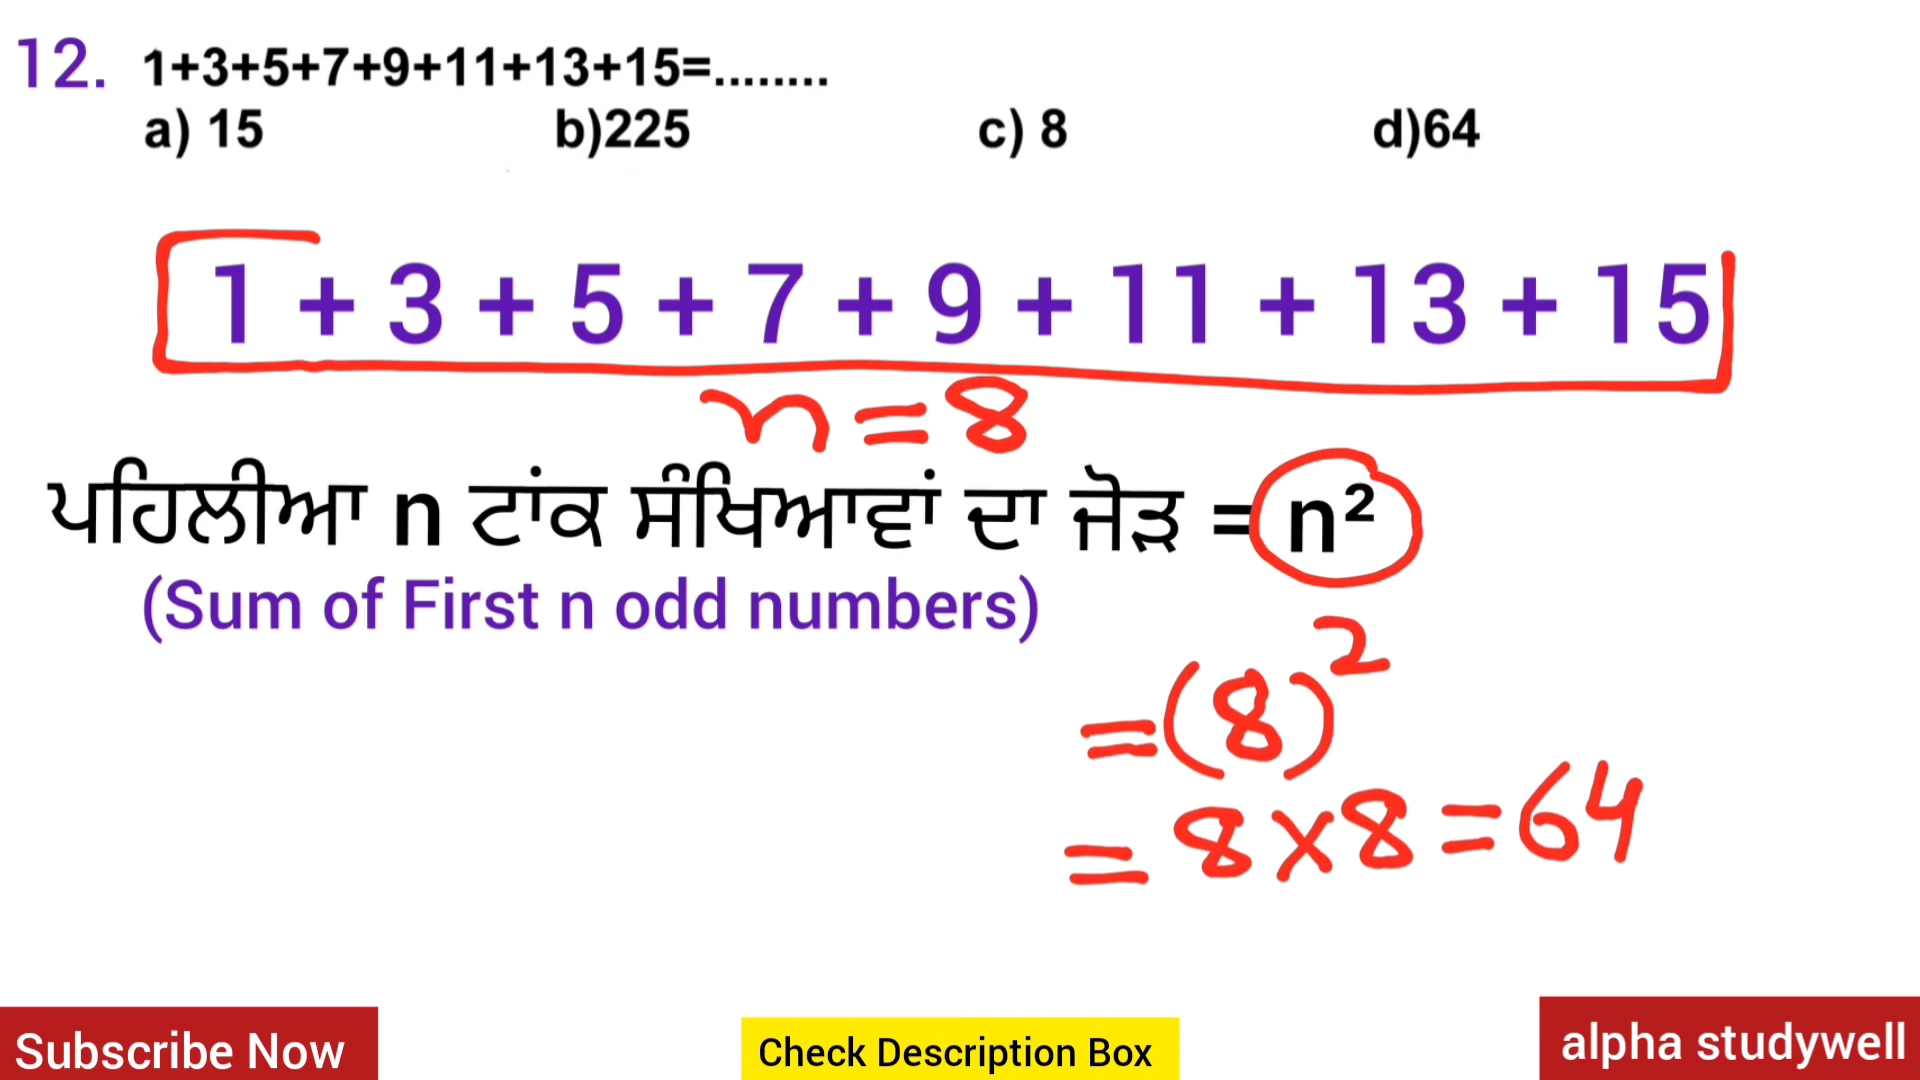 12. 1+3+5+7+9+11+13+15=........
a) 15 b)225 c) 8 d)64
1 + 3 + 5 + 7 + 9 + 11 + 13 + 15
n=8
ਪਹਿਲੀਆ n ਟਾਂਕ ਸੰਖਿਆਵਾਂ ਦਾ ਜੋੜ = n²
(Sum of First n odd numbers)
=(8)²
= 8×8=64
Subscribe Now
Check Description Box
alpha studywell